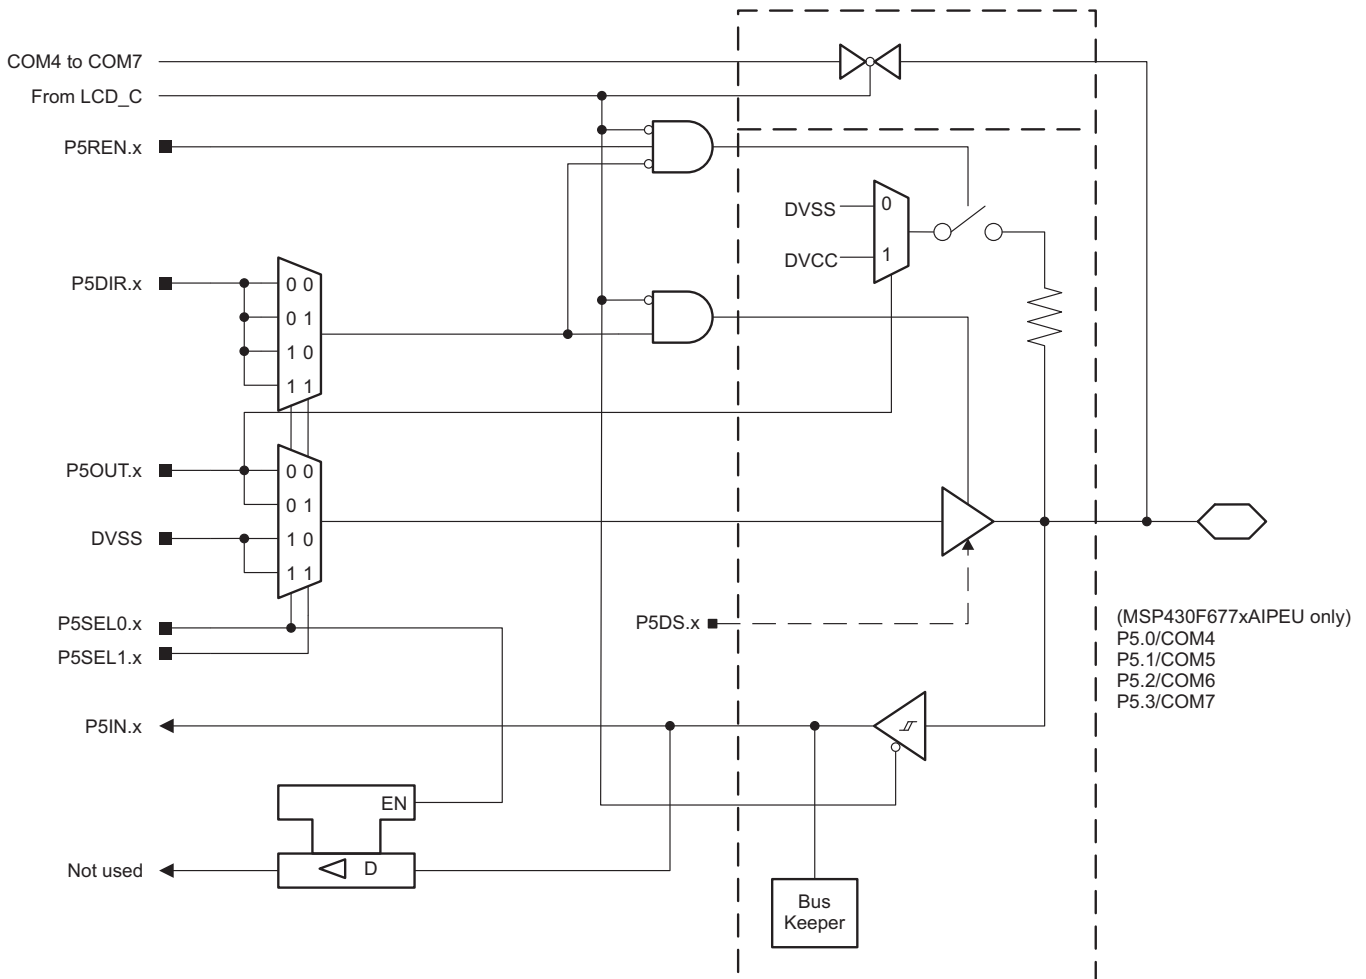 COM4 to COM7
From LCD_C
P5REN.x
DVSS
0
DVCC
1
P5DIR.x
0 0
0 1
1 0
1 1
P5OUT.x
0 0
0 1
DVSS
1 0
1 1
P5SEL0.x
P5SEL1.x
P5DS.x
(MSP430F677xAIPEU only)
P5.0/COM4
P5.1/COM5
P5.2/COM6
P5.3/COM7
P5IN.x
EN
Not used
D
Bus
Keeper